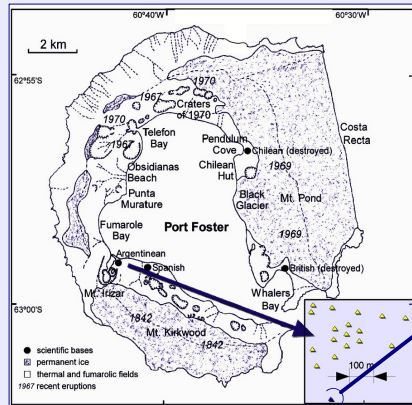 60°40'W
60°30'W
2 km
62°55'S
1970
1967
Craters
of 1970
1970
Telefon
Bay
1967
Pendulum
Cove
Chilean (destroyed)
Costa
Recta
Obsidianas
Beach
Chilean
Hut
1969
Punta
Murature
Black
Glacier
Mt. Pond
Fumarole
Bay
Port Foster
1969
Argentinean
Spanish
British (destroyed)
Mt. Irizar
Whalers
Bay
63°00'S
1842
Mt. Kirkwood
1842
scientific bases
permanent ice
thermal and fumarolic fields
1967 recent eruptions
100 m